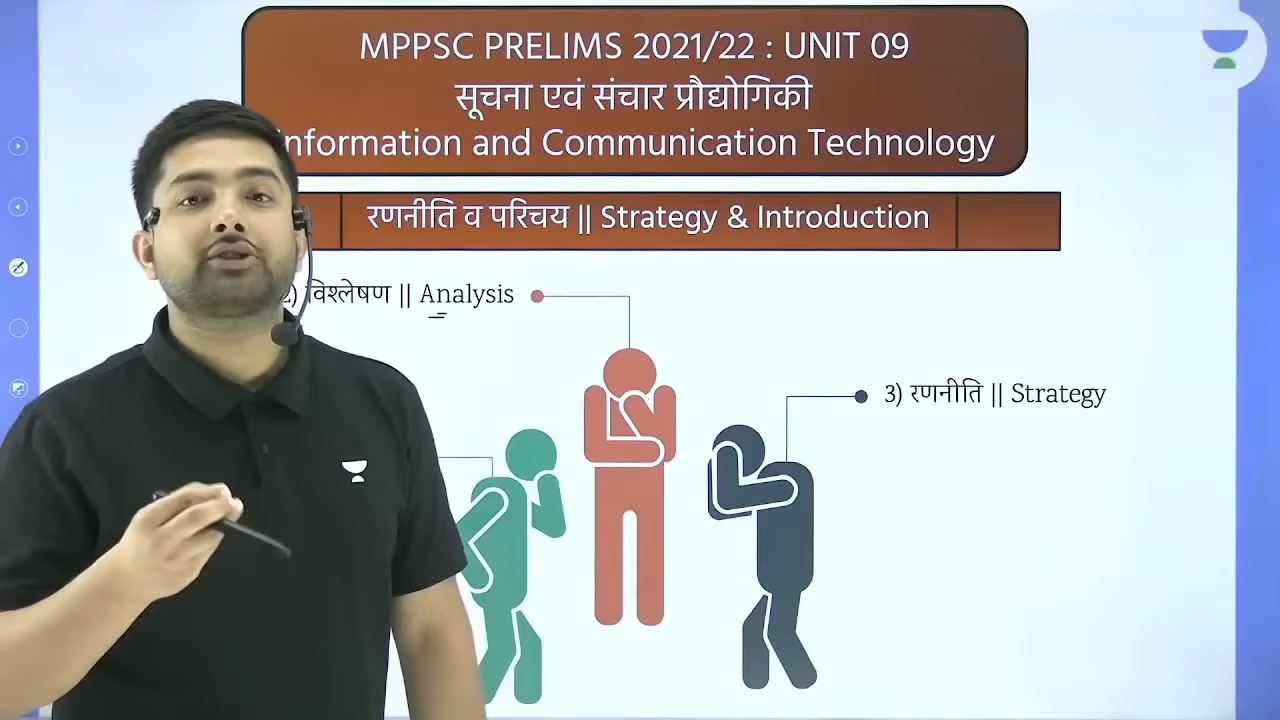 MPPSC PRELIMS 2021/22 : UNIT 09
सूचना एवं संचार प्रौद्योगिकी
Information and Communication Technology
रणनीति व परिचय || Strategy & Introduction
2) विश्लेषण || Analysis
3) रणनीति || Strategy